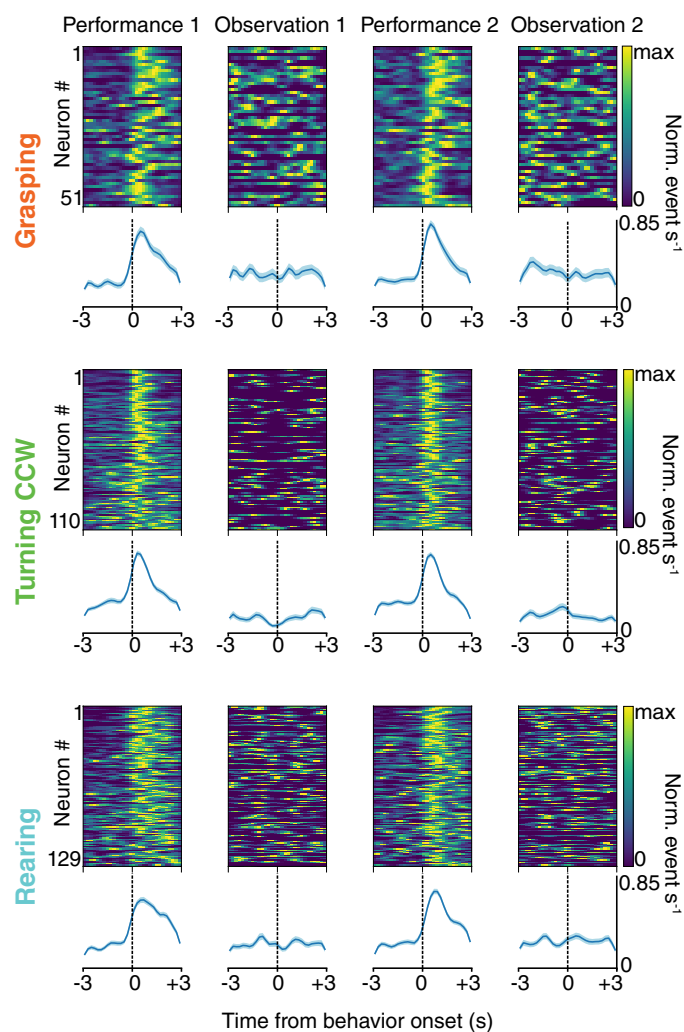 Performance 1 Observation 1 Performance 2 Observation 2
Grasping
Neuron #
1
51
max
0
Norm. event s-1
0.85
0
-3 0 +3 -3 0 +3 -3 0 +3 -3 0 +3
Turning CCW
Neuron #
1
110
max
0
Norm. event s-1
0.85
0
-3 0 +3 -3 0 +3 -3 0 +3 -3 0 +3
Rearing
Neuron #
1
129
max
0
Norm. event s-1
0.85
0
-3 0 +3 -3 0 +3 -3 0 +3 -3 0 +3
Time from behavior onset (s)